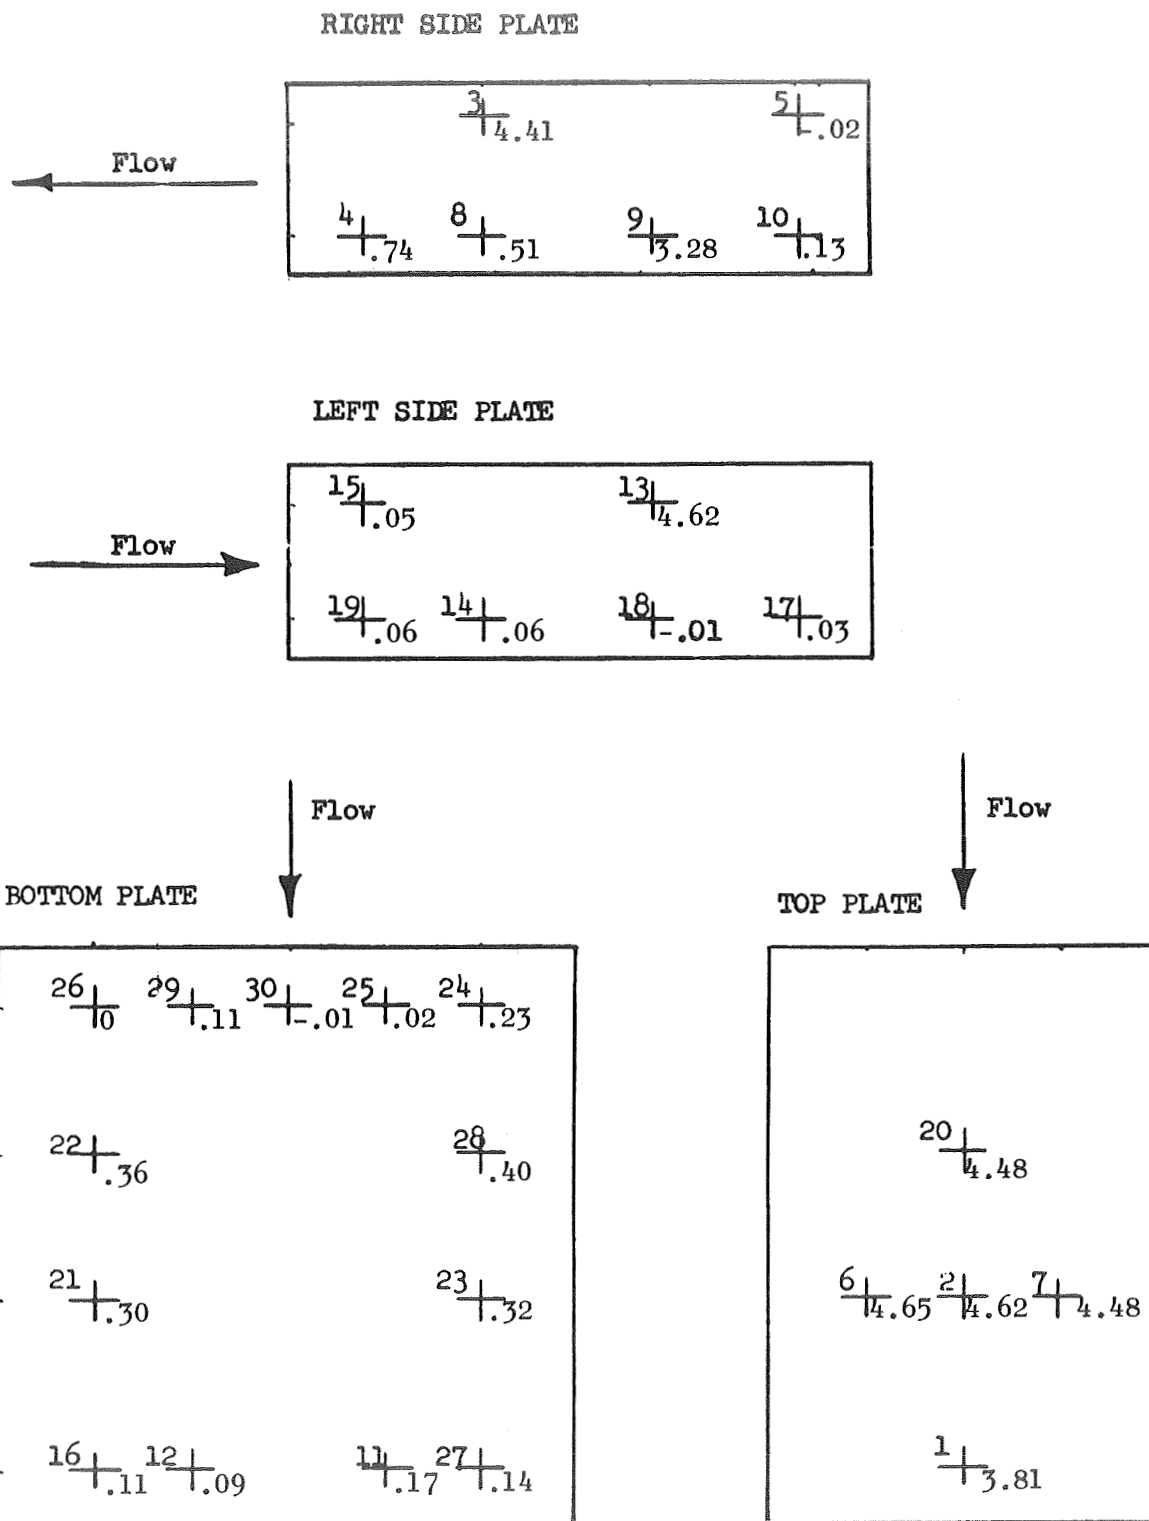 RIGHT SIDE PLATE
3 5
4.41 -.02
Flow
4 8 9 10
.74 .51 3.28 .13
LEFT SIDE PLATE
15 13
.05 4.62
Flow
19 14 18 17
.06 .06 -.01 .03
Flow Flow
BOTTOM PLATE TOP PLATE
26 29 30 25 24
0 .11 -.01 .02 .23
22 28 20
.36 .40 4.48
21 23 6 2 7
.30 .32 4.65 4.62 4.48
16 12 11 27 1
.11 .09 .17 .14 3.81